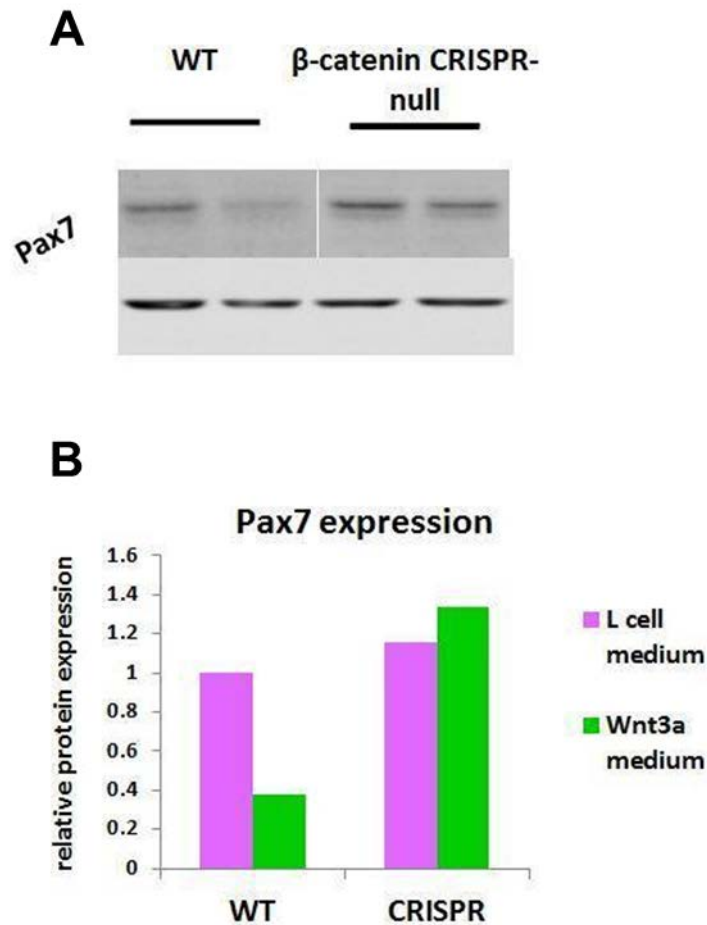 A
WT
β-catenin CRISPR-
null
Pax7
B
Pax7 expression
relative protein expression
1.6
1.4
1.2
1
0.8
0.6
0.4
0.2
0
WT
CRISPR
L cell
medium
Wnt3a
medium